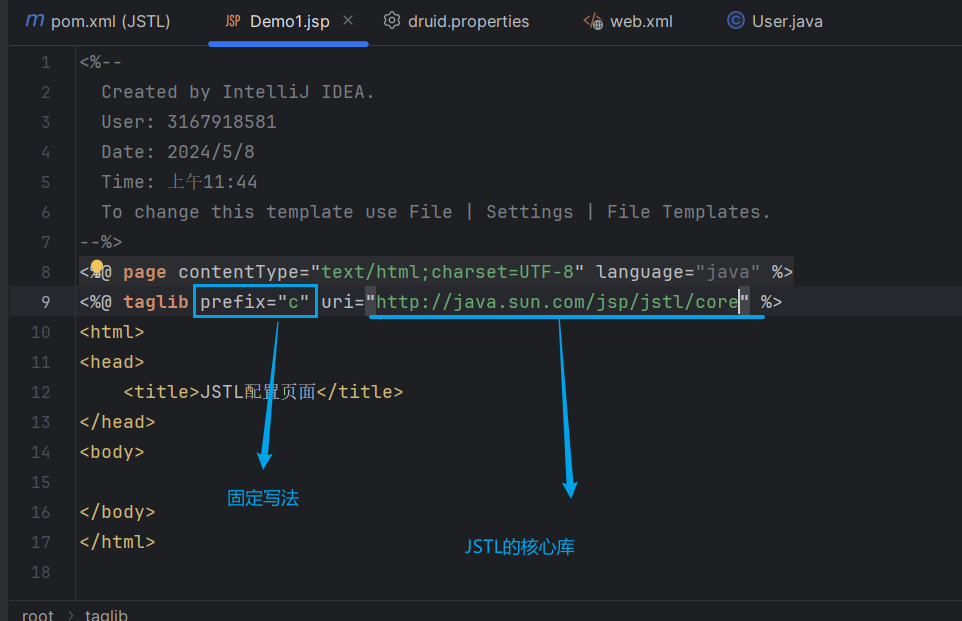 pom.xml (JSTL) Demo1.jsp druid.properties web.xml User.java
1 <%--
2 Created by IntelliJ IDEA.
3 User: 3167918581
4 Date: 2024/5/8
5 Time: 上午11:44
6 To change this template use File | Settings | File Templates.
7 --%>
8 <%@ page contentType="text/html;charset=UTF-8" language="java" %>
9 <%@ taglib prefix="c" uri="http://java.sun.com/jsp/jstl/core" %>
10 <html>
11 <head>
12 <title>JSTL配置页面</title>
13 </head>
14 <body>
15
16 </body>
17 </html>
18
固定写法
JSTL的核心库
root > taglib